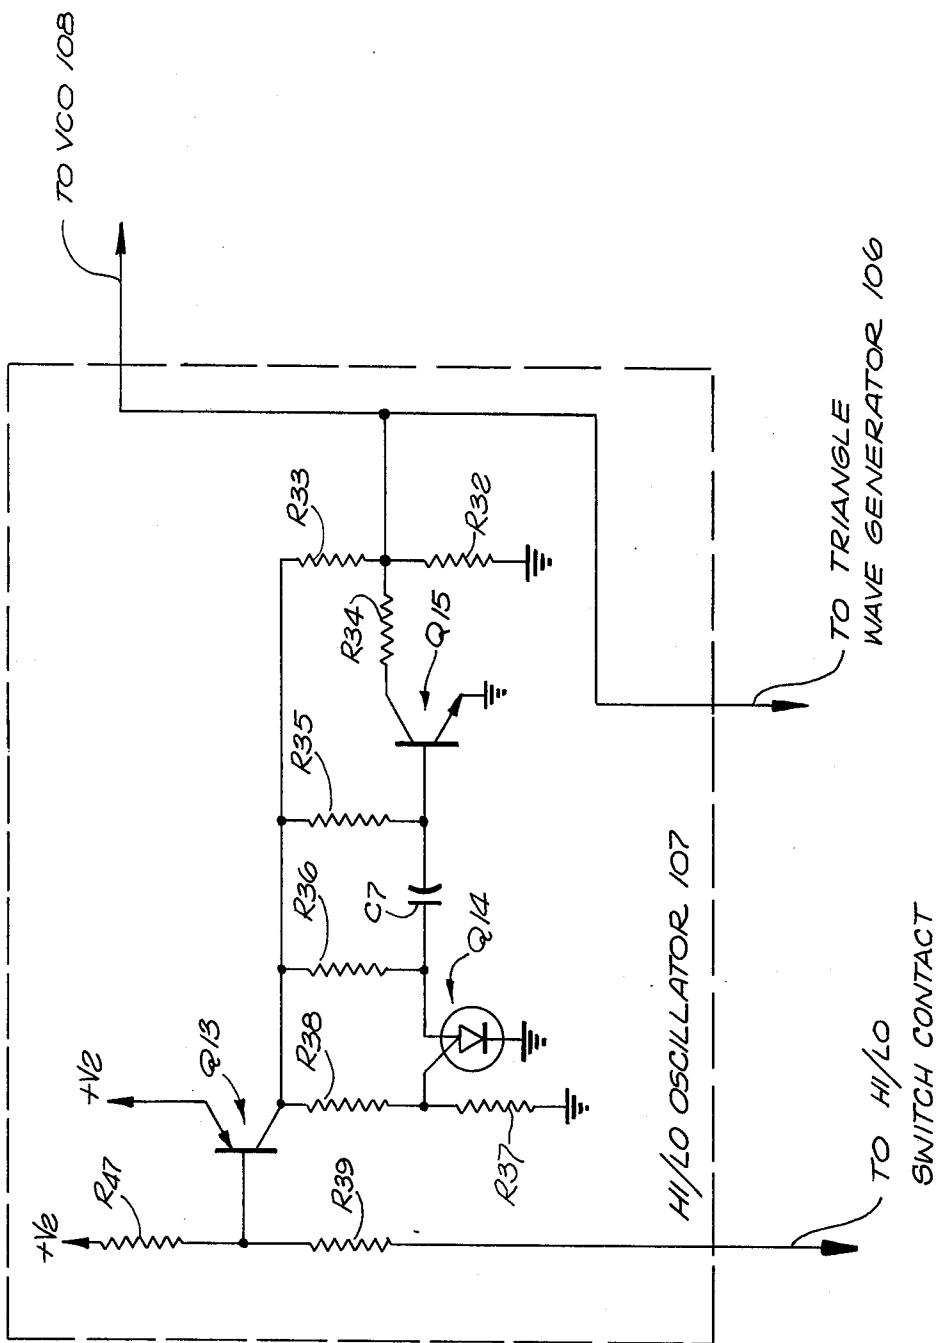 TO VCO 108
+V2
+V2
R47
Q13
R39
R38
R37
R36
C7
Q14
R35
R34
Q15
R33
R32
HI/LO OSCILLATOR 107
TO HI/LO
SWITCH CONTACT
TO TRIANGLE
WAVE GENERATOR 106